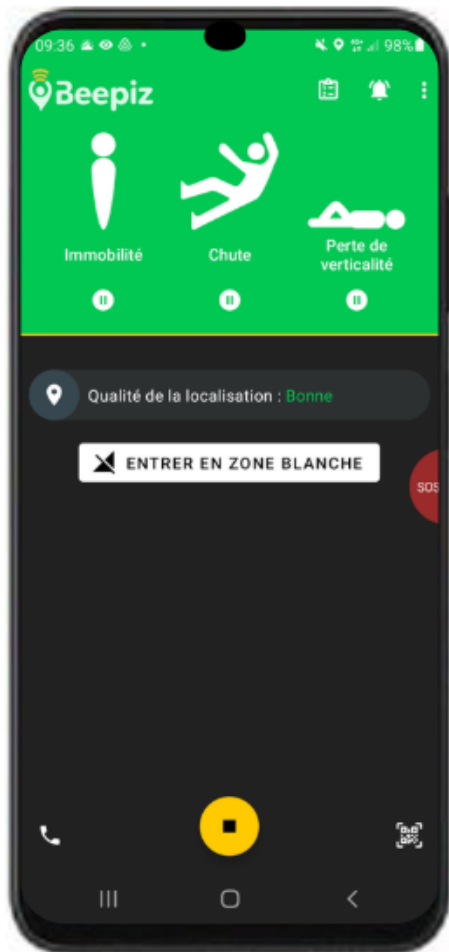 09:36
98%
Beepiz
Immobilité
Chute
Perte de
verticalité
Qualité de la localisation : Bonne
ENTRER EN ZONE BLANCHE
SOS